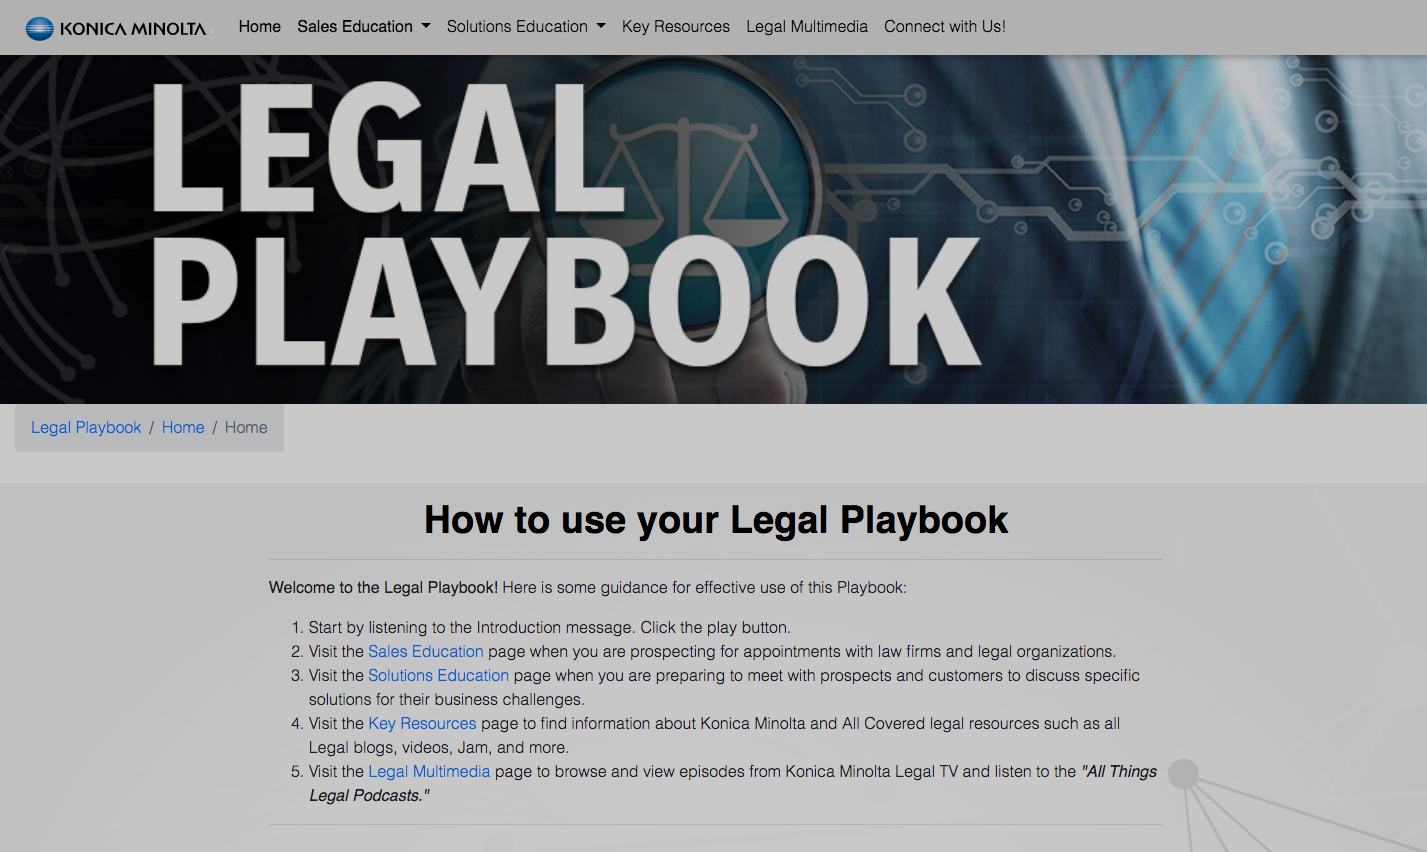 KONICA MINOLTA Home Sales Education Solutions Education Key Resources Legal Multimedia Connect with Us!
LEGAL
PLAYBOOK
Legal Playbook / Home / Home
How to use your Legal Playbook
Welcome to the Legal Playbook! Here is some guidance for effective use of this Playbook:
1. Start by listening to the Introduction message. Click the play button.
2. Visit the Sales Education page when you are prospecting for appointments with law firms and legal organizations.
3. Visit the Solutions Education page when you are preparing to meet with prospects and customers to discuss specific
solutions for their business challenges.
4. Visit the Key Resources page to find information about Konica Minolta and All Covered legal resources such as all
Legal blogs, videos, Jam, and more.
5. Visit the Legal Multimedia page to browse and view episodes from Konica Minolta Legal TV and listen to the "All Things
Legal Podcasts."